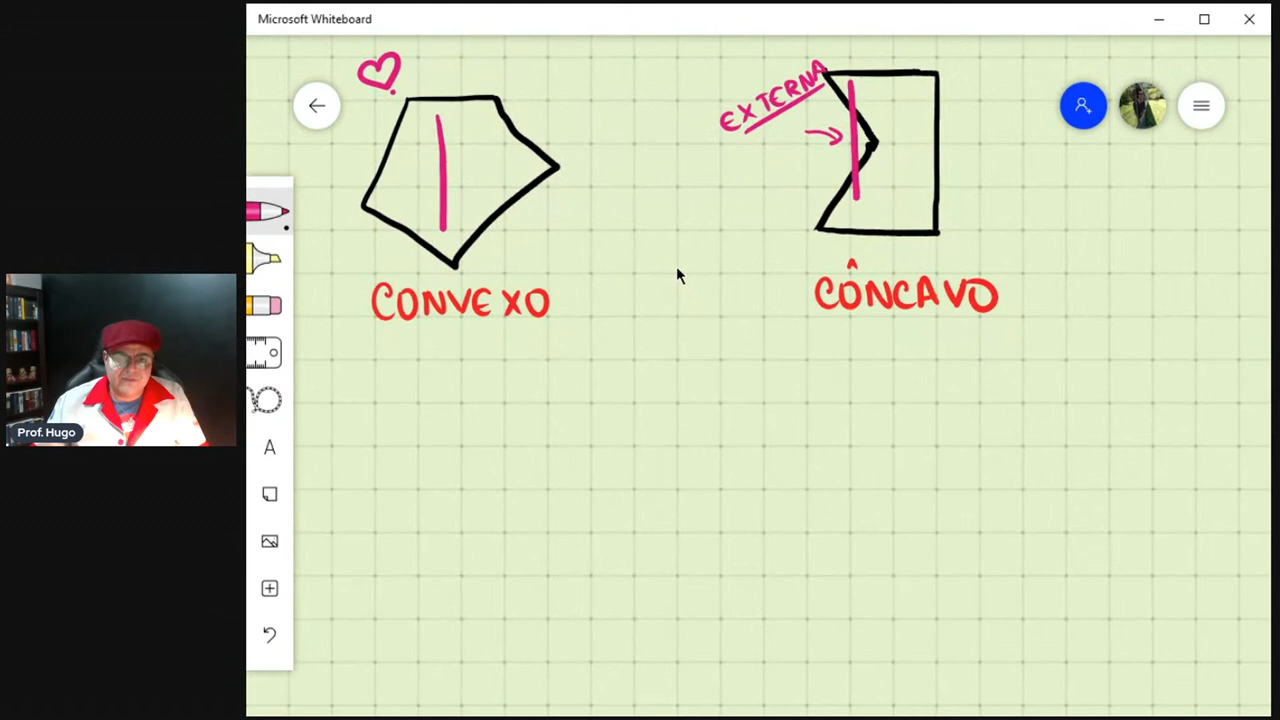 Microsoft Whiteboard
EXTERNA
CONVEXO
CÔNCAVO
A
Prof. Hugo